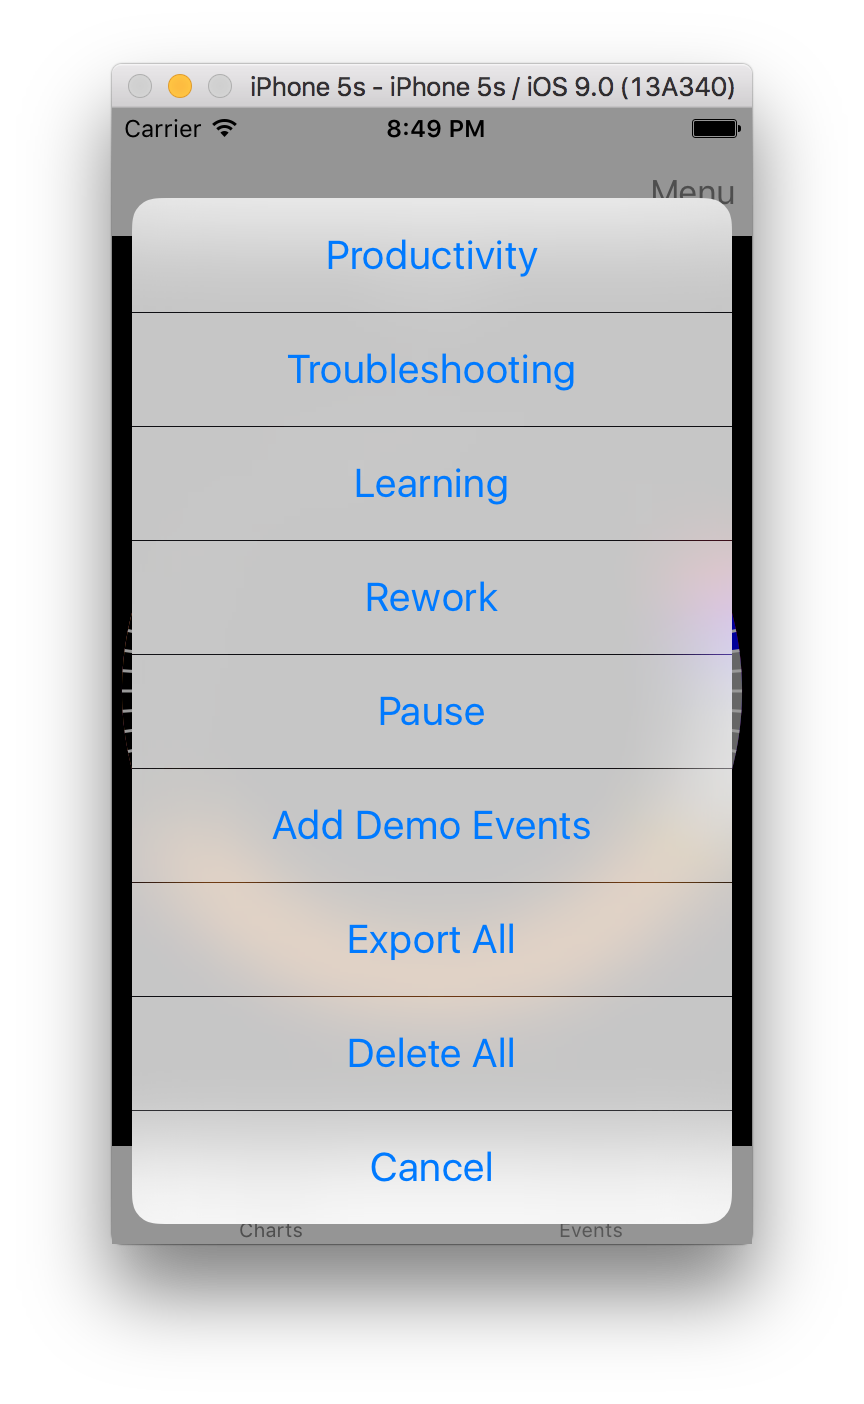 iPhone 5s - iPhone 5s / iOS 9.0 (13A340)
Carrier 8:49 PM
Menu
Productivity
Troubleshooting
Learning
Rework
Pause
Add Demo Events
Export All
Delete All
Cancel
Charts Events